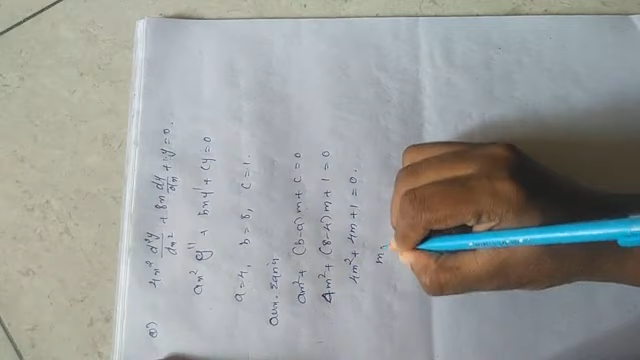 Q) 4x² d²y/dx² + 8x dy/dx + y = 0.
ax² y'' + bxy' + cy = 0
a=4, b=8, c=1.
aux. Eqn
am² + (b-a)m + c = 0
4m² + (8-4)m + 1 = 0
4m² + 4m + 1 = 0.
m